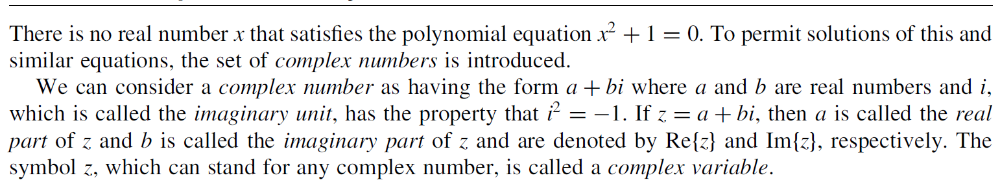 There is no real number x that satisfies the polynomial equation x² + 1 = 0. To permit solutions of this and
similar equations, the set of complex numbers is introduced.
We can consider a complex number as having the form a + bi where a and b are real numbers and i,
which is called the imaginary unit, has the property that i² = −1. If z = a + bi, then a is called the real
part of z and b is called the imaginary part of z and are denoted by Re{z} and Im{z}, respectively. The
symbol z, which can stand for any complex number, is called a complex variable.